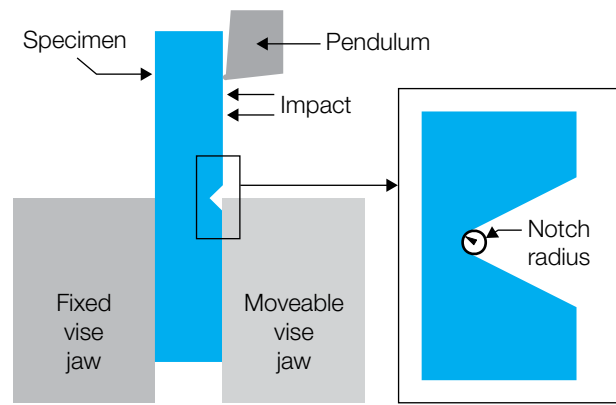 Specimen
Pendulum
Impact
Notch
radius
Fixed
vise
jaw
Moveable
vise
jaw